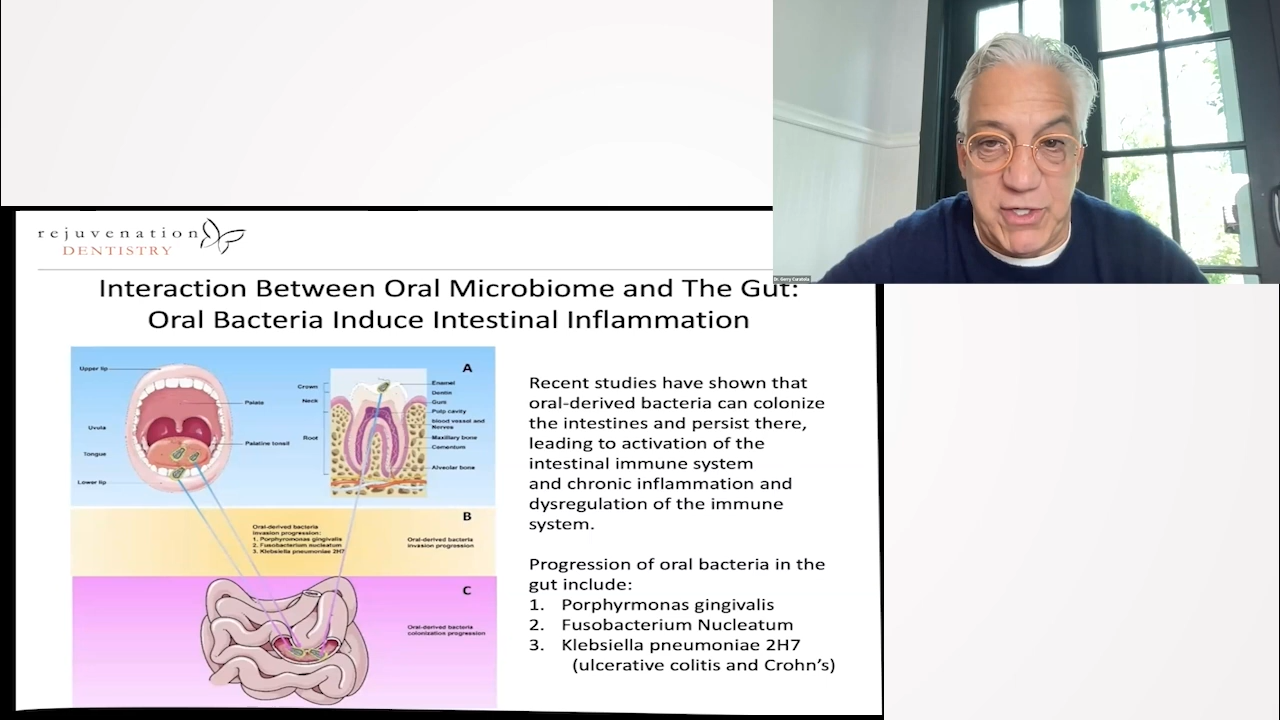 Dr. Gerry Curatola
rejuvenation
DENTISTRY
Interaction Between Oral Microbiome and The Gut:
Oral Bacteria Induce Intestinal Inflammation
A
Upper lip
Palate
Uvula
Palatine tonsil
Tongue
Lower lip
Crown
Neck
Root
Enamel
Dentin
Gum
Pulp cavity
blood vessel and
Nerves
Maxillary bone
Cementum
Alveolar bone
B
Oral-derived bacteria
invasion progression:
1. Porphyromonas gingivalis
2. Fusobacterium nucleatum
3. Klebsiella pneumoniae 2H7
Oral-derived bacteria
invasion progression
C
Oral-derived bacteria
colonization progression
Recent studies have shown that
oral-derived bacteria can colonize
the intestines and persist there,
leading to activation of the
intestinal immune system
and chronic inflammation and
dysregulation of the immune
system.
Progression of oral bacteria in the
gut include:
1. Porphyrmonas gingivalis
2. Fusobacterium Nucleatum
3. Klebsiella pneumoniae 2H7
(ulcerative colitis and Crohn's)